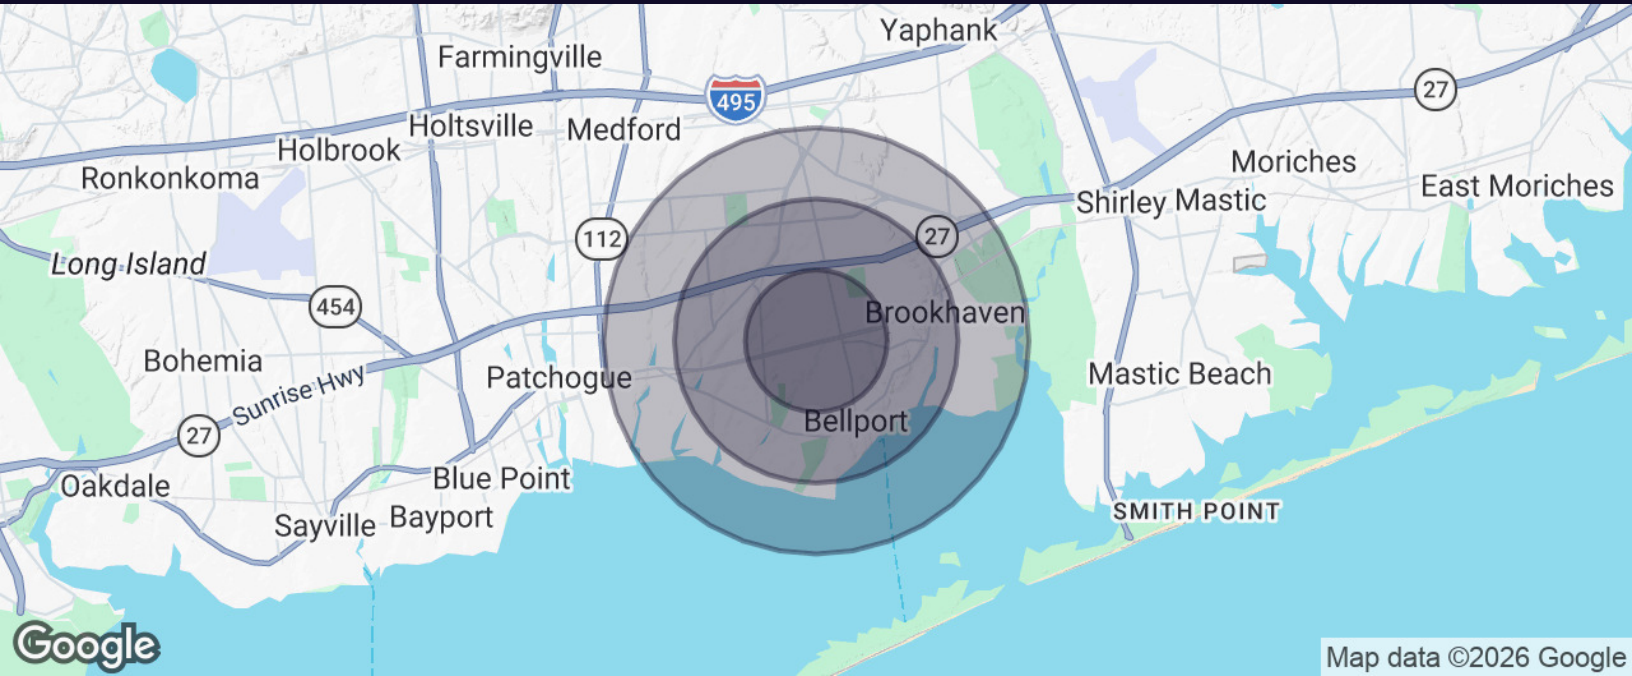 Yaphank
Farmingville
495
27
Holtsville
Medford
Holbrook
Moriches
Ronkonkoma
East Moriches
Shirley
Mastic
112
27
Long Island
454
Brookhaven
Bohemia
Sunrise Hwy
Patchogue
Mastic Beach
27
Bellport
Blue Point
Oakdale
SMITH POINT
Sayville
Bayport
Google
Map data ©2026 Google